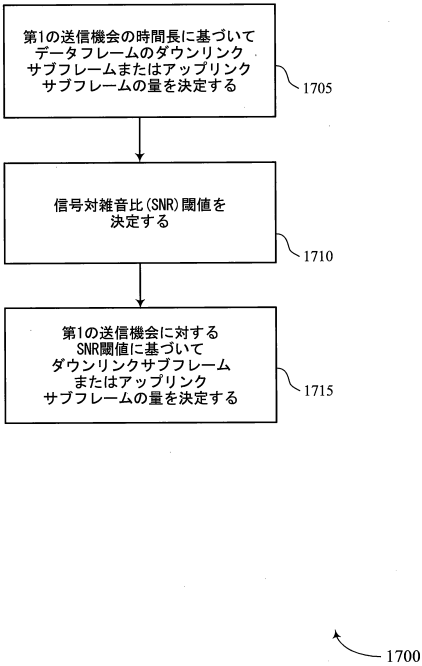 第1の送信機会の時間長に基づいて
データフレームのダウンリンク
サブフレームまたはアップリンク
サブフレームの量を決定する
1705
信号対雑音比(SNR)閾値を
決定する
1710
第1の送信機会に対する
SNR閾値に基づいて
ダウンリンクサブフレーム
またはアップリンク
サブフレームの量を決定する
1715
1700